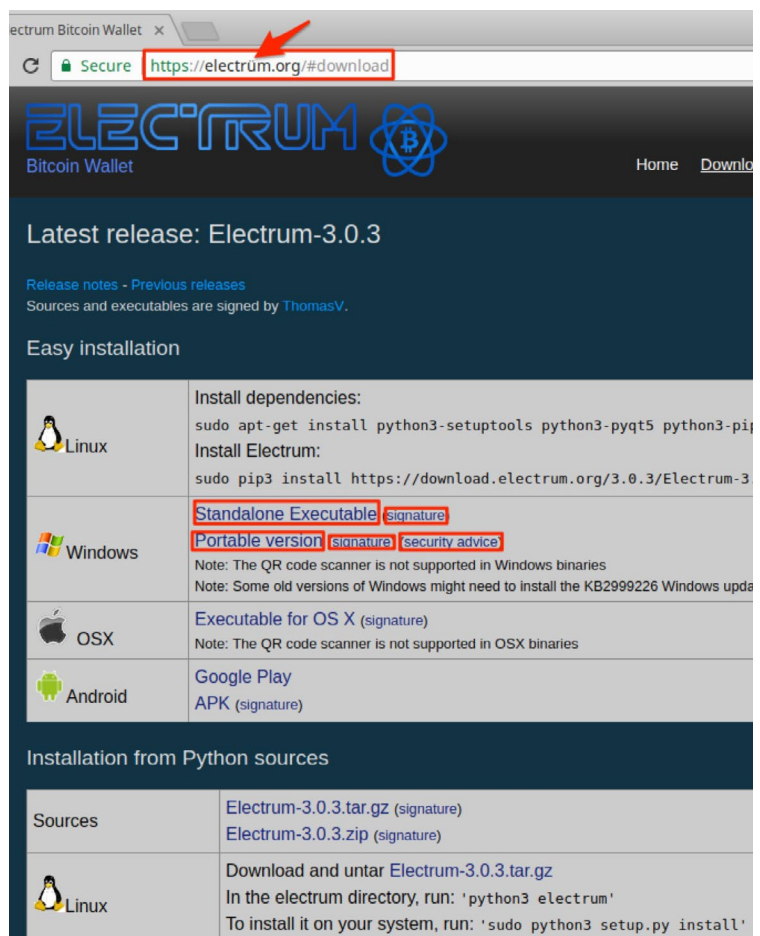 ectrum Bitcoin Wallet ×
Secure https://electrüm.org/#download
ELECTRUM
Bitcoin Wallet
Home Downlo
Latest release: Electrum-3.0.3
Release notes - Previous releases
Sources and executables are signed by ThomasV.
Easy installation
Linux
Install dependencies:
sudo apt-get install python3-setuptools python3-pyqt5 python3-pip
Install Electrum:
sudo pip3 install https://download.electrum.org/3.0.3/Electrum-3.
Windows
Standalone Executable (signature)
Portable version (signature) (security advice)
Note: The QR code scanner is not supported in Windows binaries
Note: Some old versions of Windows might need to install the KB2999226 Windows upda
OSX
Executable for OS X (signature)
Note: The QR code scanner is not supported in OSX binaries
Android
Google Play
APK (signature)
Installation from Python sources
Sources
Electrum-3.0.3.tar.gz (signature)
Electrum-3.0.3.zip (signature)
Linux
Download and untar Electrum-3.0.3.tar.gz
In the electrum directory, run: 'python3 electrum'
To install it on your system, run: 'sudo python3 setup.py install'